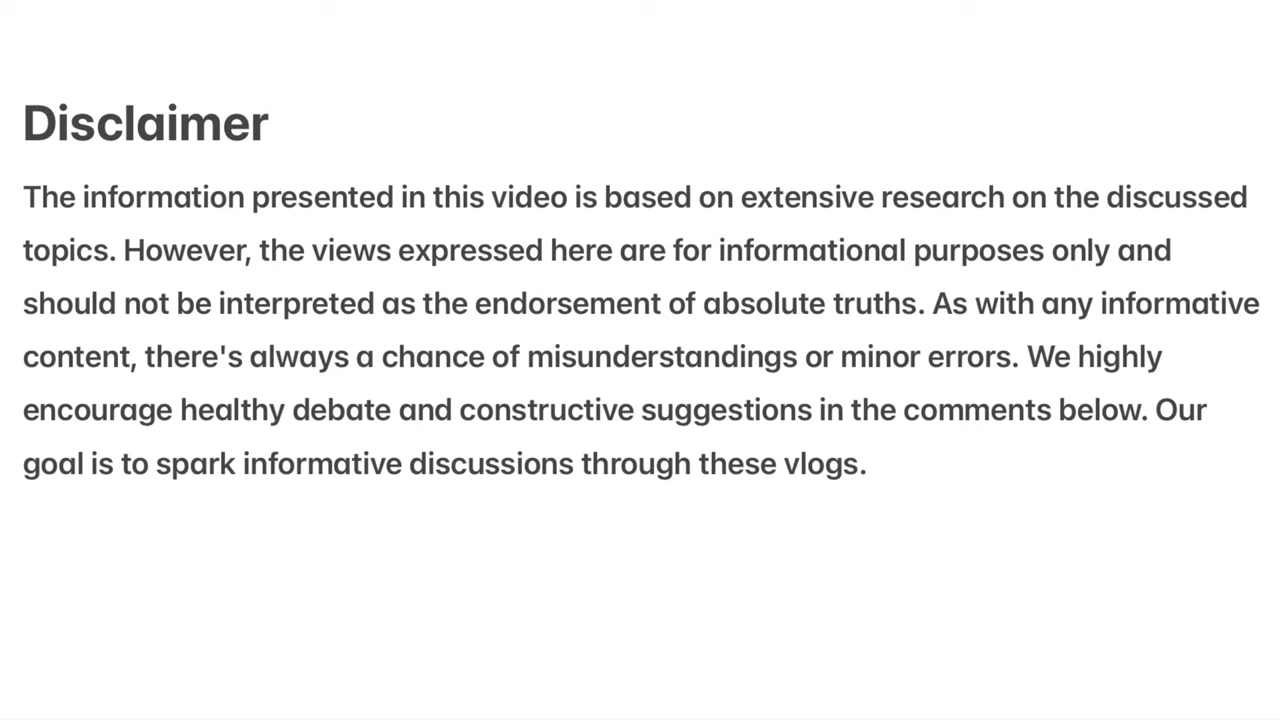 Disclaimer
The information presented in this video is based on extensive research on the discussed
topics. However, the views expressed here are for informational purposes only and
should not be interpreted as the endorsement of absolute truths. As with any informative
content, there's always a chance of misunderstandings or minor errors. We highly
encourage healthy debate and constructive suggestions in the comments below. Our
goal is to spark informative discussions through these vlogs.